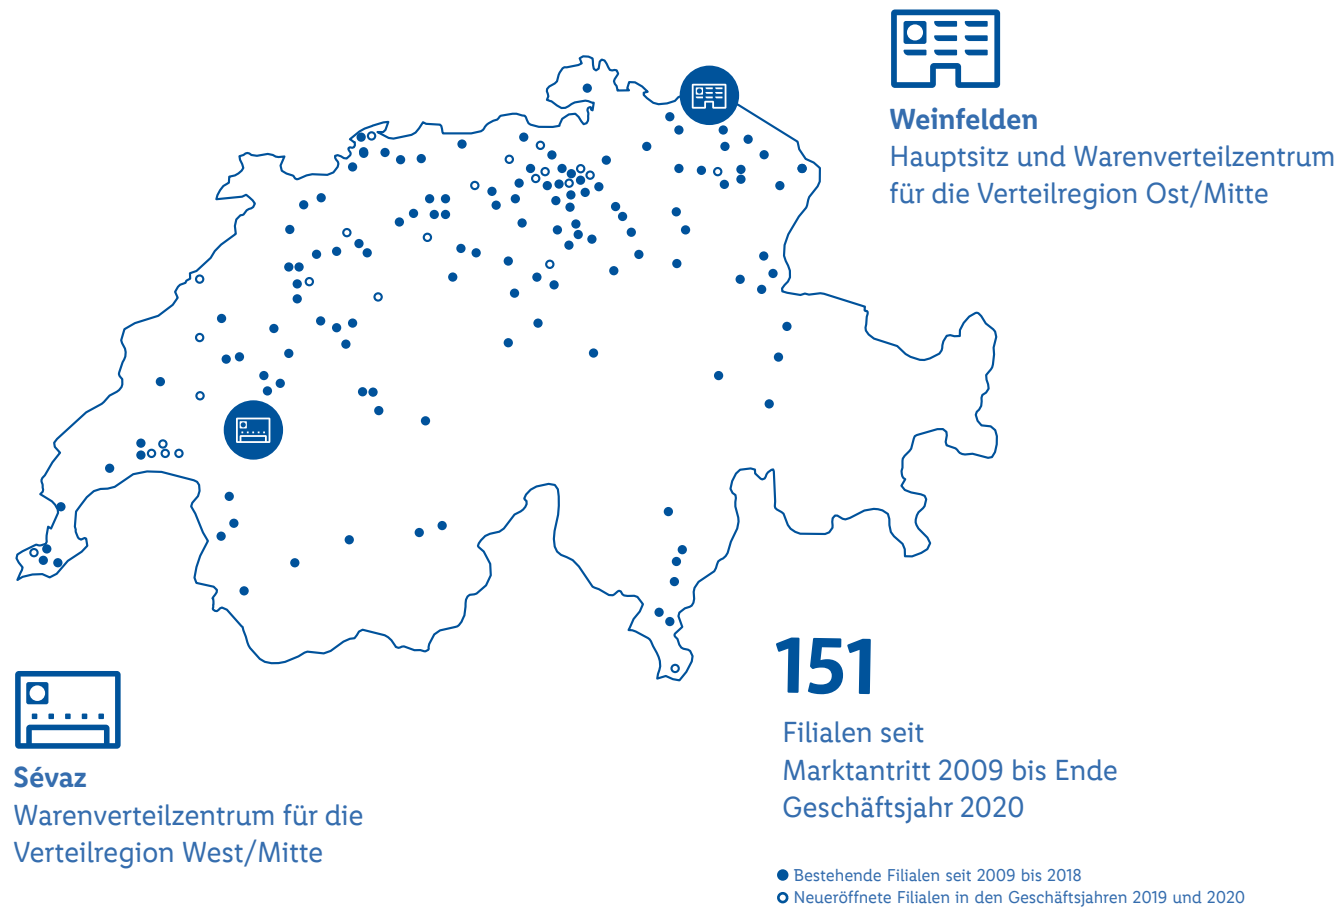 Weinfelden
Hauptsitz und Warenverteilzentrum
für die Verteilregion Ost/Mitte
Sévaz
Warenverteilzentrum für die
Verteilregion West/Mitte
151
Filialen seit
Marktantritt 2009 bis Ende
Geschäftsjahr 2020
Bestehende Filialen seit 2009 bis 2018
Neueröffnete Filialen in den Geschäftsjahren 2019 und 2020